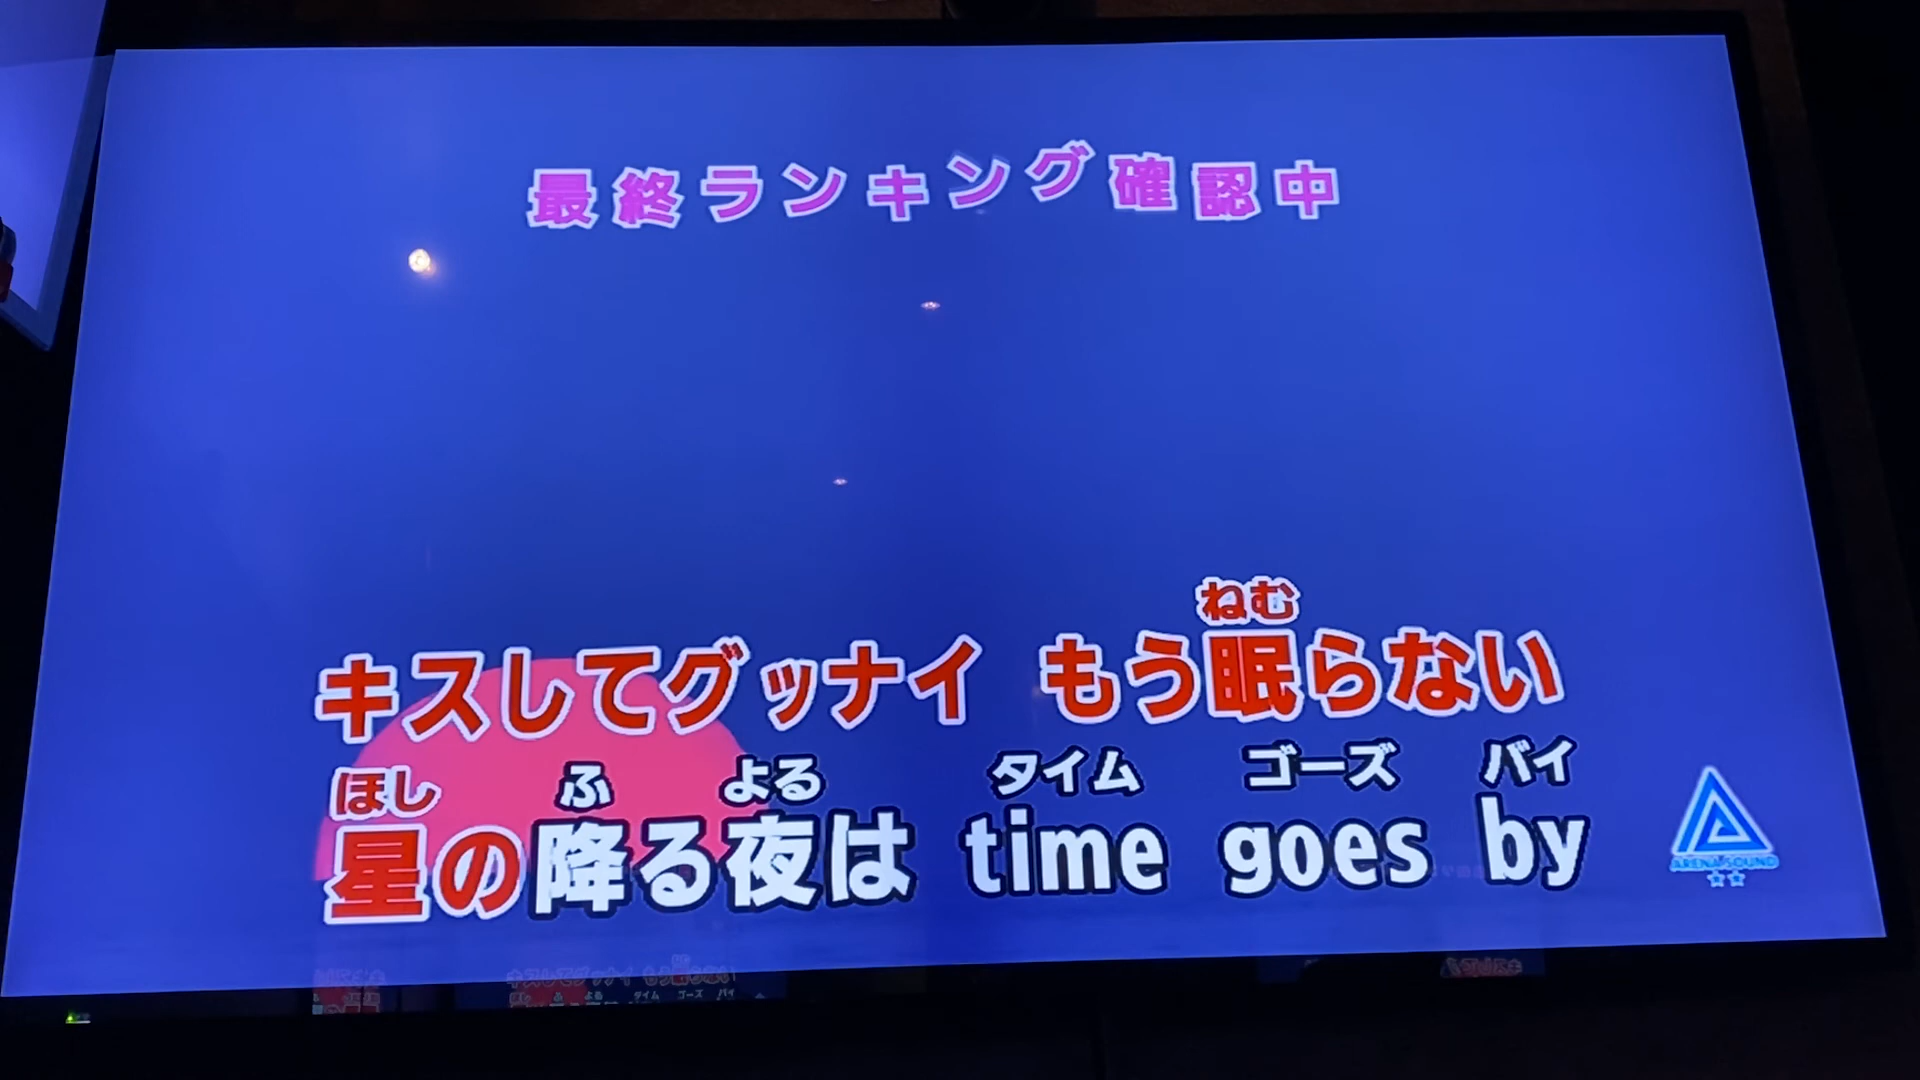 最終ランキング確認中
ねむ
キスしてグッナイ もう眠らない
ほし ふ よる タイム ゴーズ バイ
星の降る夜は time goes by
ARENA SOUND